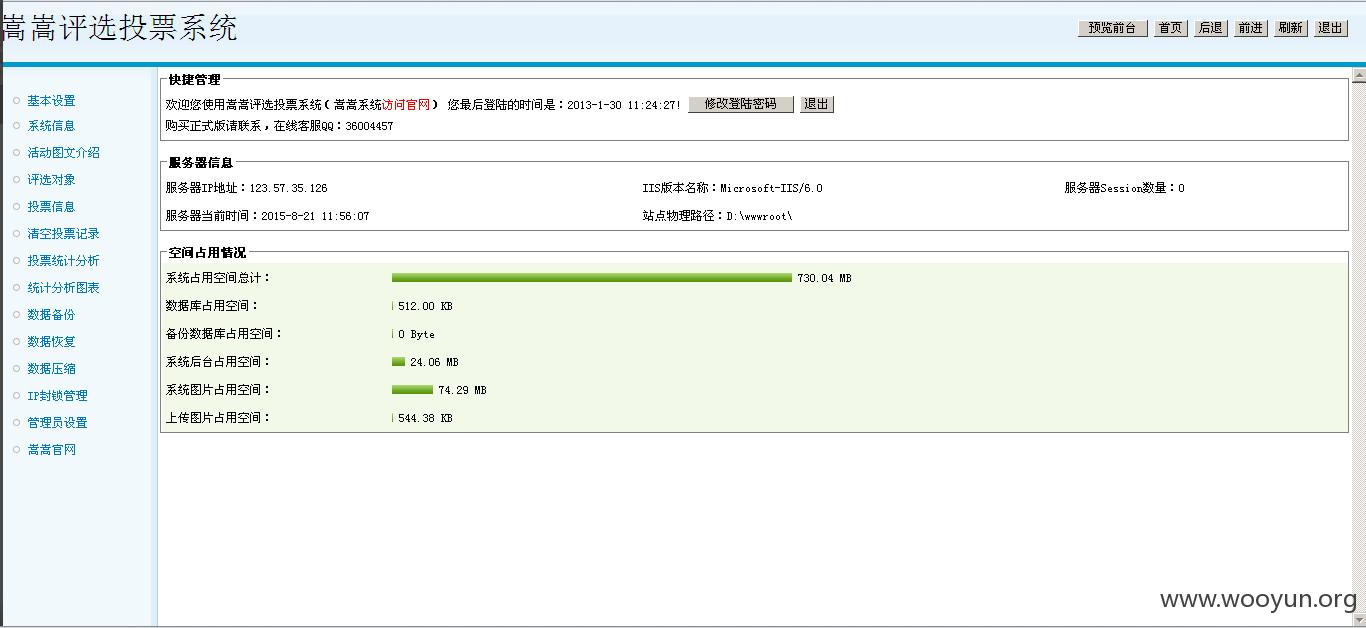 嵩嵩评选投票系统
预览前台 首页 后退 前进 刷新 退出
基本设置
系统信息
活动图文介绍
评选对象
投票信息
清空投票记录
投票统计分析
统计分析图表
数据备份
数据恢复
数据压缩
IP封锁管理
管理员设置
嵩嵩官网
快捷管理
欢迎您使用嵩嵩评选投票系统(嵩嵩系统访问官网) 您最后登陆的时间是:2013-1-30 11:24:27! 修改登陆密码 退出
购买正式版请联系,在线客服QQ:36004457
服务器信息
服务器IP地址:123.57.35.126 IIS版本名称:Microsoft-IIS/6.0 服务器Session数量:0
服务器当前时间:2015-8-21 11:56:07 站点物理路径:D:\wwwroot\
空间占用情况
系统占用空间总计: 730.04 MB
数据库占用空间: 512.00 KB
备份数据库占用空间: 0 Byte
系统后台占用空间: 24.06 MB
系统图片占用空间: 74.29 MB
上传图片占用空间: 544.38 KB
www.wooyun.org